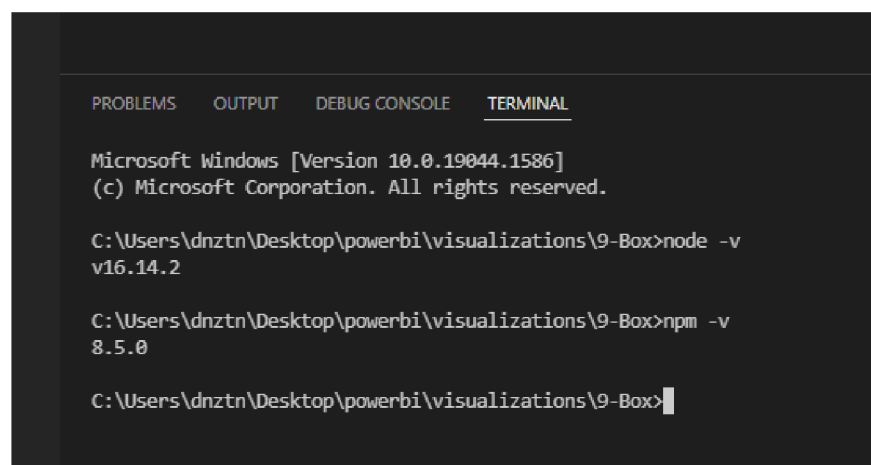 PROBLEMS OUTPUT DEBUG CONSOLE TERMINAL
Microsoft Windows [Version 10.0.19044.1586]
(c) Microsoft Corporation. All rights reserved.
C:\Users\dnztn\Desktop\powerbi\visualizations\9-Box>node -v
v16.14.2
C:\Users\dnztn\Desktop\powerbi\visualizations\9-Box>npm -v
8.5.0
C:\Users\dnztn\Desktop\powerbi\visualizations\9-Box>